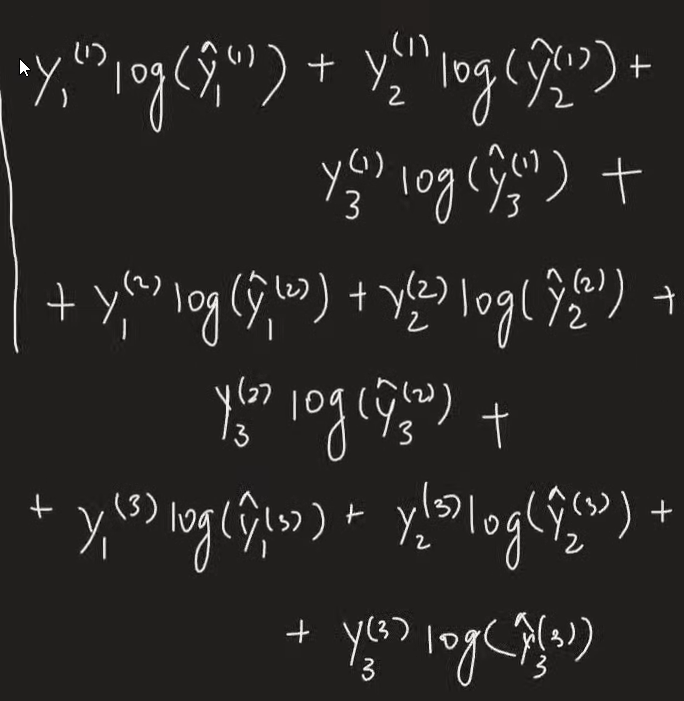 y₁⁽¹⁾ log(ŷ₁⁽¹⁾) + y₂⁽¹⁾ log(ŷ₂⁽¹⁾) +
y₃⁽¹⁾ log(ŷ₃⁽¹⁾) +
+ y₁⁽²⁾ log(ŷ₁⁽²⁾) + y₂⁽²⁾ log(ŷ₂⁽²⁾) +
y₃⁽²⁾ log(ŷ₃⁽²⁾) +
+ y₁⁽³⁾ log(ŷ₁⁽³⁾) + y₂⁽³⁾ log(ŷ₂⁽³⁾) +
+ y₃⁽³⁾ log(ŷ₃⁽³⁾)